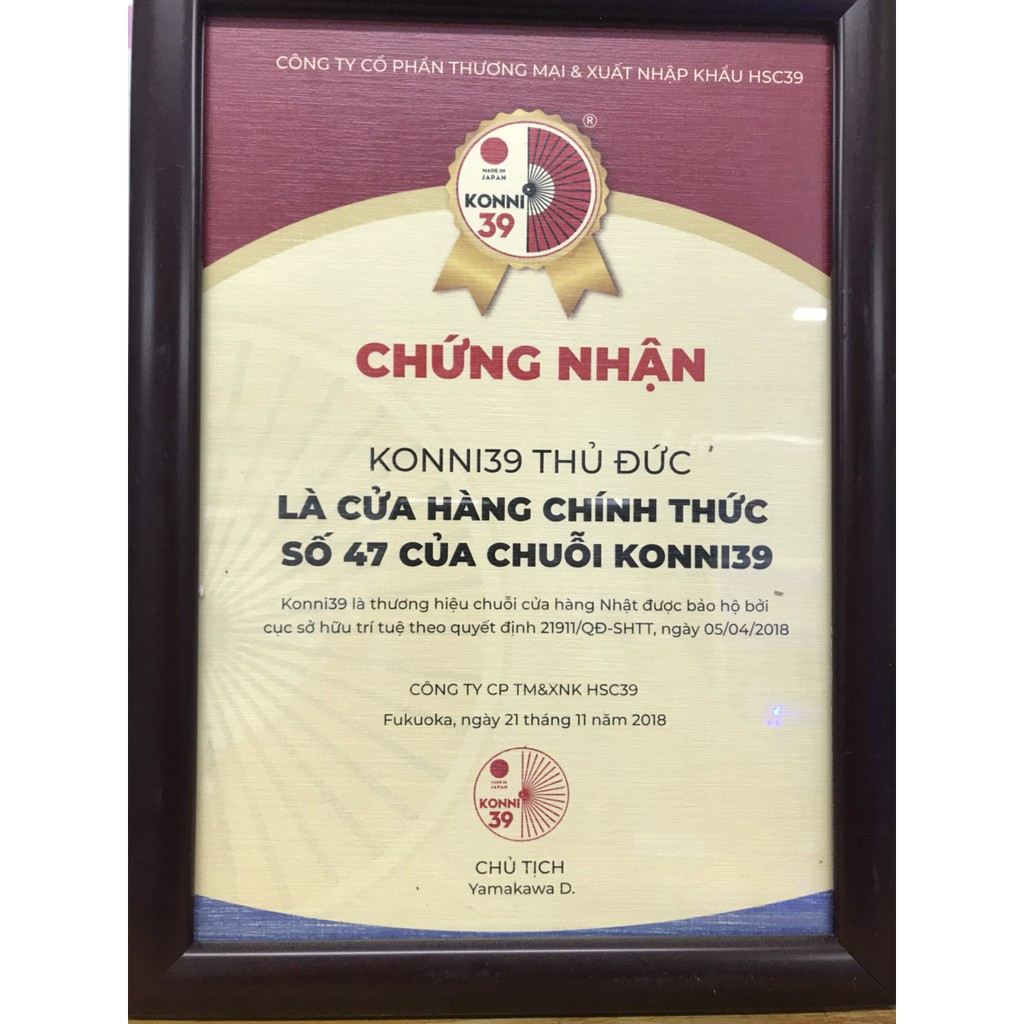 CÔNG TY CỔ PHẦN THƯƠNG MẠI & XUẤT NHẬP KHẨU HSC39
®
MADE IN
JAPAN
KONNI
39
CHỨNG NHẬN
KONNI39 THỦ ĐỨC
LÀ CỬA HÀNG CHÍNH THỨC
SỐ 47 CỦA CHUỖI KONNI39
Konni39 là thương hiệu chuỗi cửa hàng Nhật được bảo hộ bởi
cục sở hữu trí tuệ theo quyết định 21911/QĐ-SHTT, ngày 05/04/2018
CÔNG TY CP TM&XNK HSC39
Fukuoka, ngày 21 tháng 11 năm 2018
MADE IN
JAPAN
KONNI
39
CHỦ TỊCH
Yamakawa D.